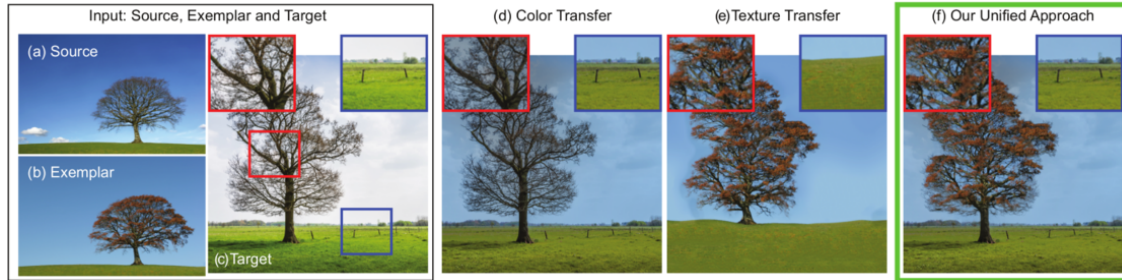 Input: Source, Exemplar and Target
(d) Color Transfer
(e)Texture Transfer
(f) Our Unified Approach
(a) Source
(b) Exemplar
(c)Target